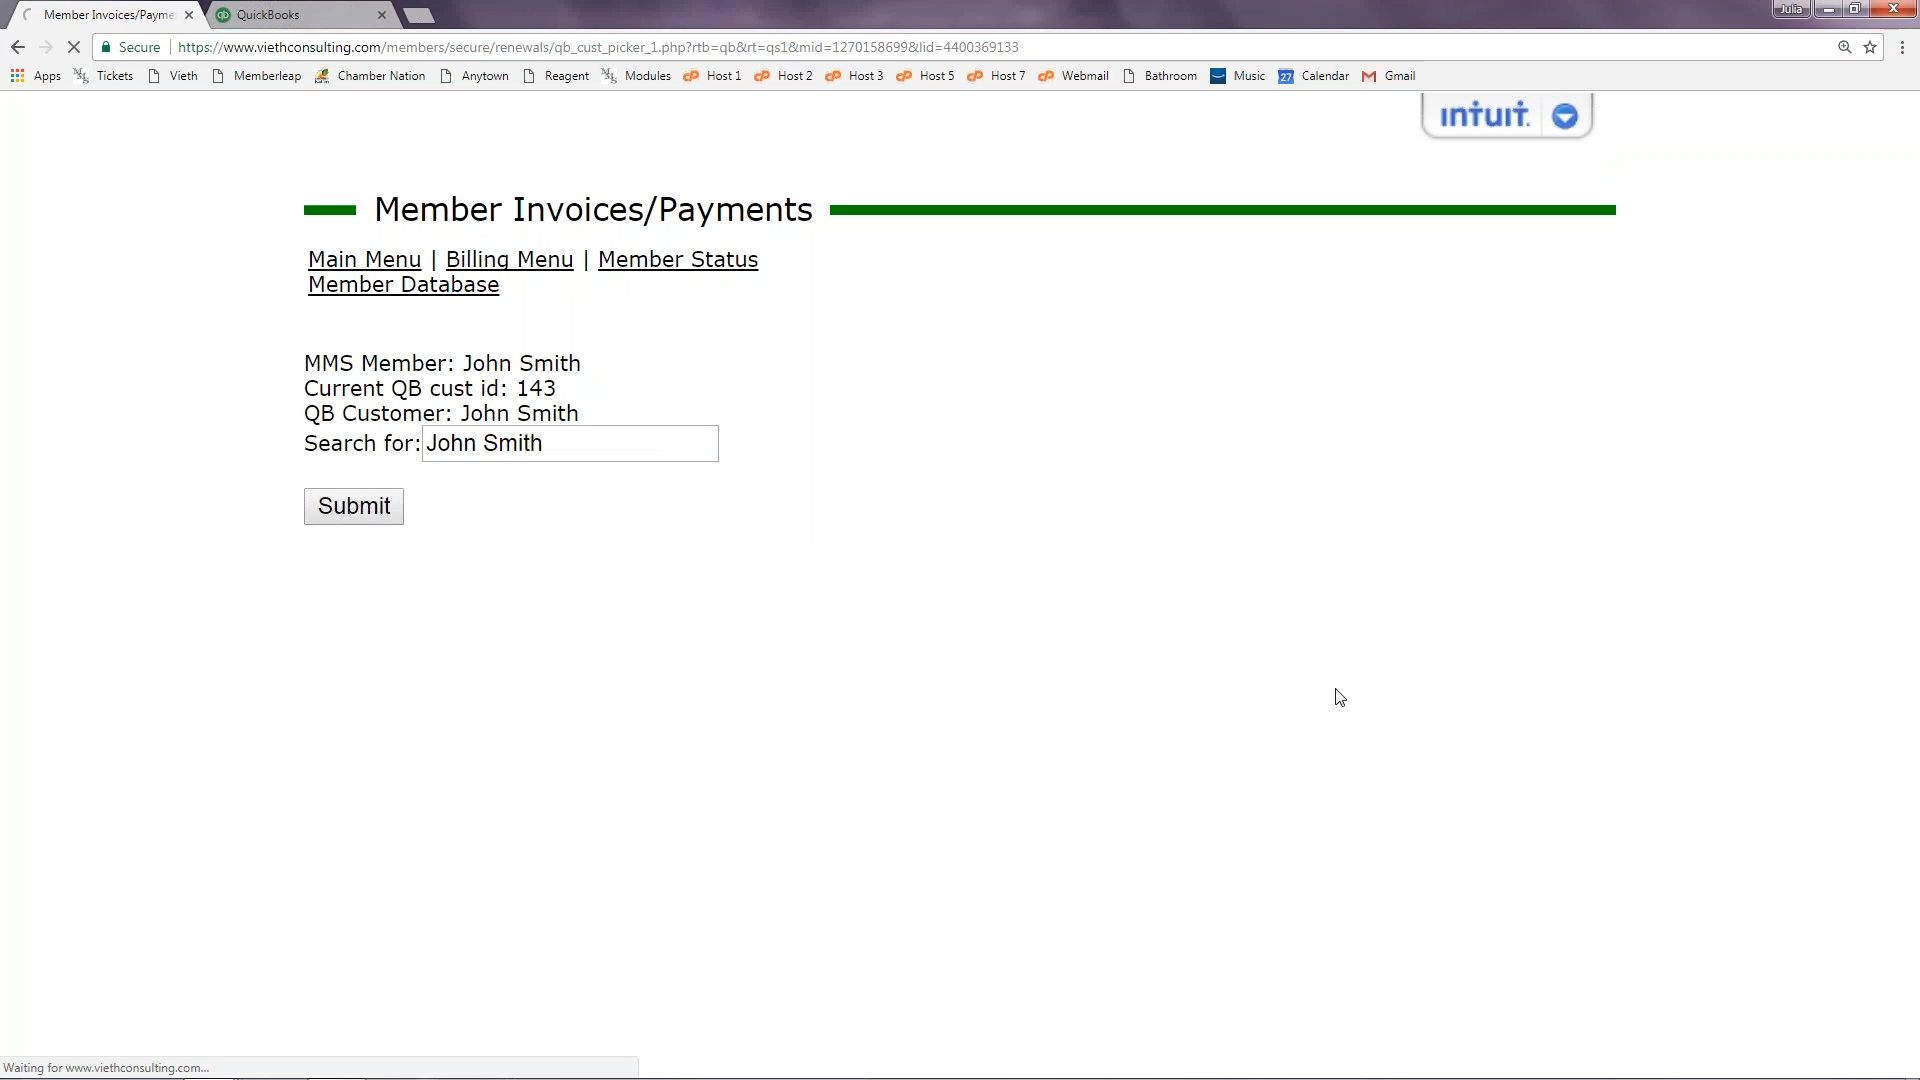 Member Invoices/Payme
QuickBooks
Julia
Secure
https://www.viethconsulting.com/members/secure/renewals/qb_cust_picker_1.php?rtb=qb&rt=qs1&mid=1270158699&lid=4400369133
Apps Tickets Vieth Memberleap Chamber Nation Anytown Reagent Modules Host 1 Host 2 Host 3 Host 5 Host 7 Webmail Bathroom Music 27 Calendar Gmail
intuit.
Member Invoices/Payments
Main Menu | Billing Menu | Member Status
Member Database
MMS Member: John Smith
Current QB cust id: 143
QB Customer: John Smith
Search for: John Smith
Submit
Waiting for www.viethconsulting.com...